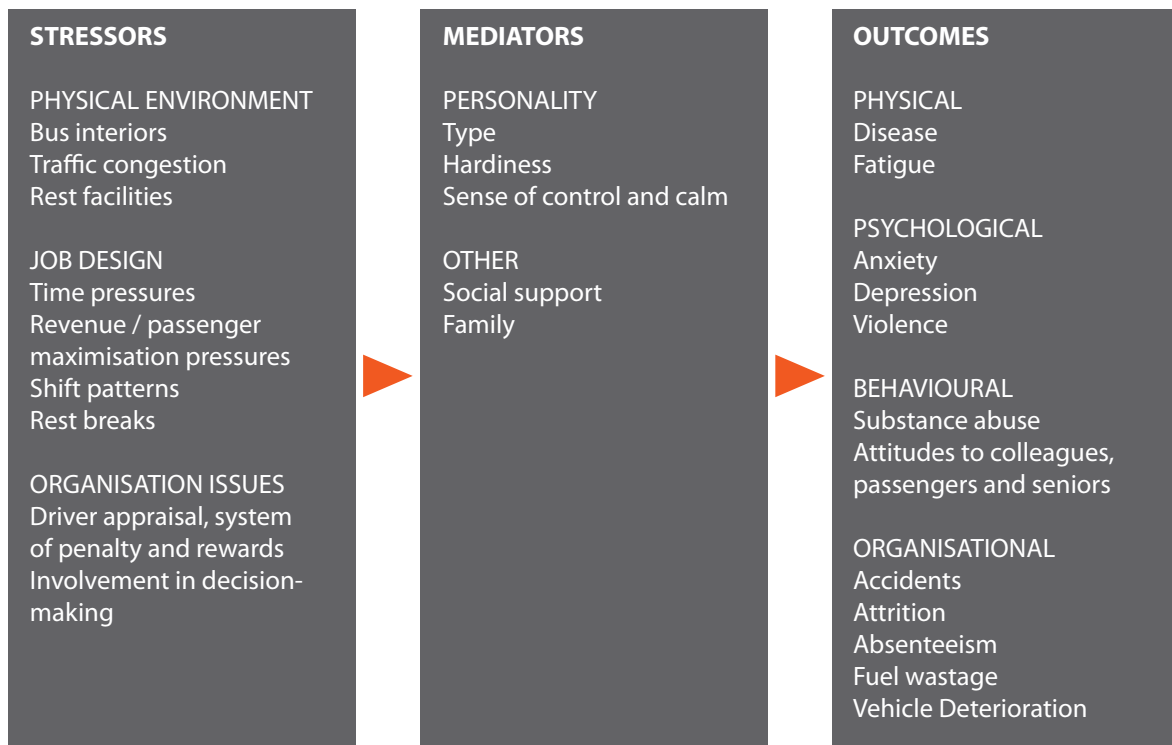 STRESSORS
PHYSICAL ENVIRONMENT
Bus interiors
Traffic congestion
Rest facilities
JOB DESIGN
Time pressures
Revenue / passenger
maximisation pressures
Shift patterns
Rest breaks
ORGANISATION ISSUES
Driver appraisal, system
of penalty and rewards
Involvement in decision-
making
MEDIATORS
PERSONALITY
Type
Hardiness
Sense of control and calm
OTHER
Social support
Family
OUTCOMES
PHYSICAL
Disease
Fatigue
PSYCHOLOGICAL
Anxiety
Depression
Violence
BEHAVIOURAL
Substance abuse
Attitudes to colleagues,
passengers and seniors
ORGANISATIONAL
Accidents
Attrition
Absenteeism
Fuel wastage
Vehicle Deterioration